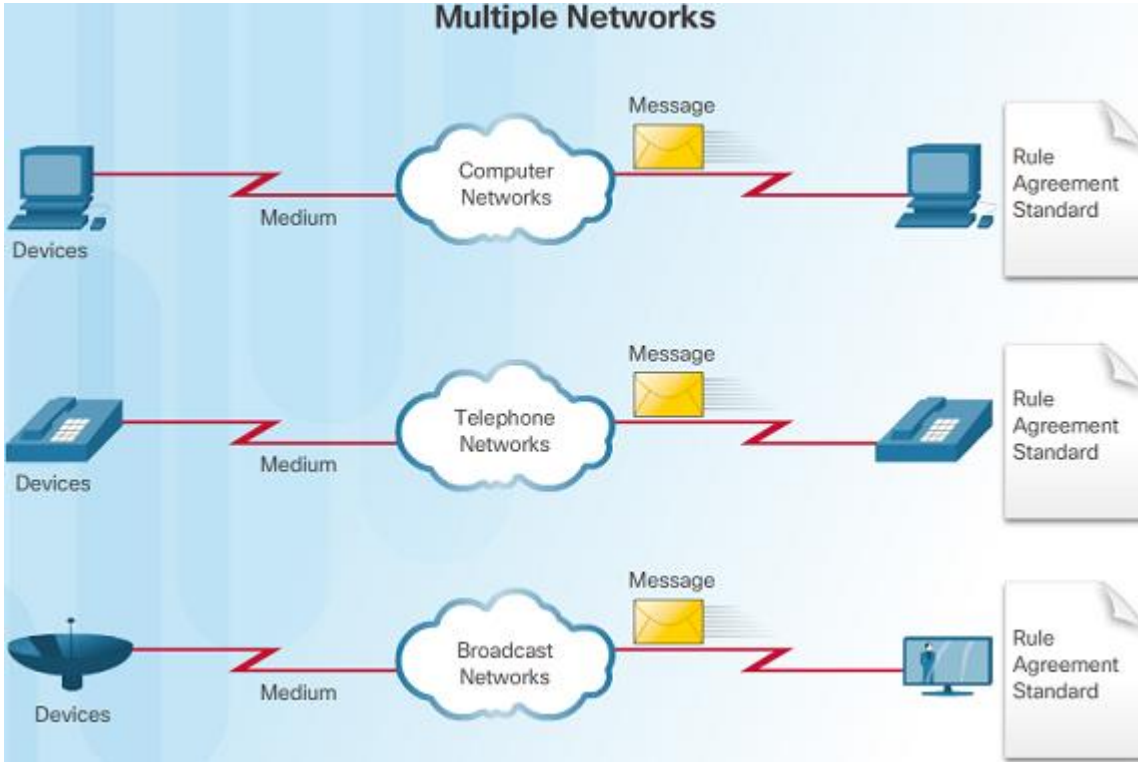 Multiple Networks
Message
Computer
Networks
Rule
Agreement
Standard
Medium
Devices
Message
Telephone
Networks
Rule
Agreement
Standard
Medium
Devices
Message
Broadcast
Networks
Rule
Agreement
Standard
Medium
Devices